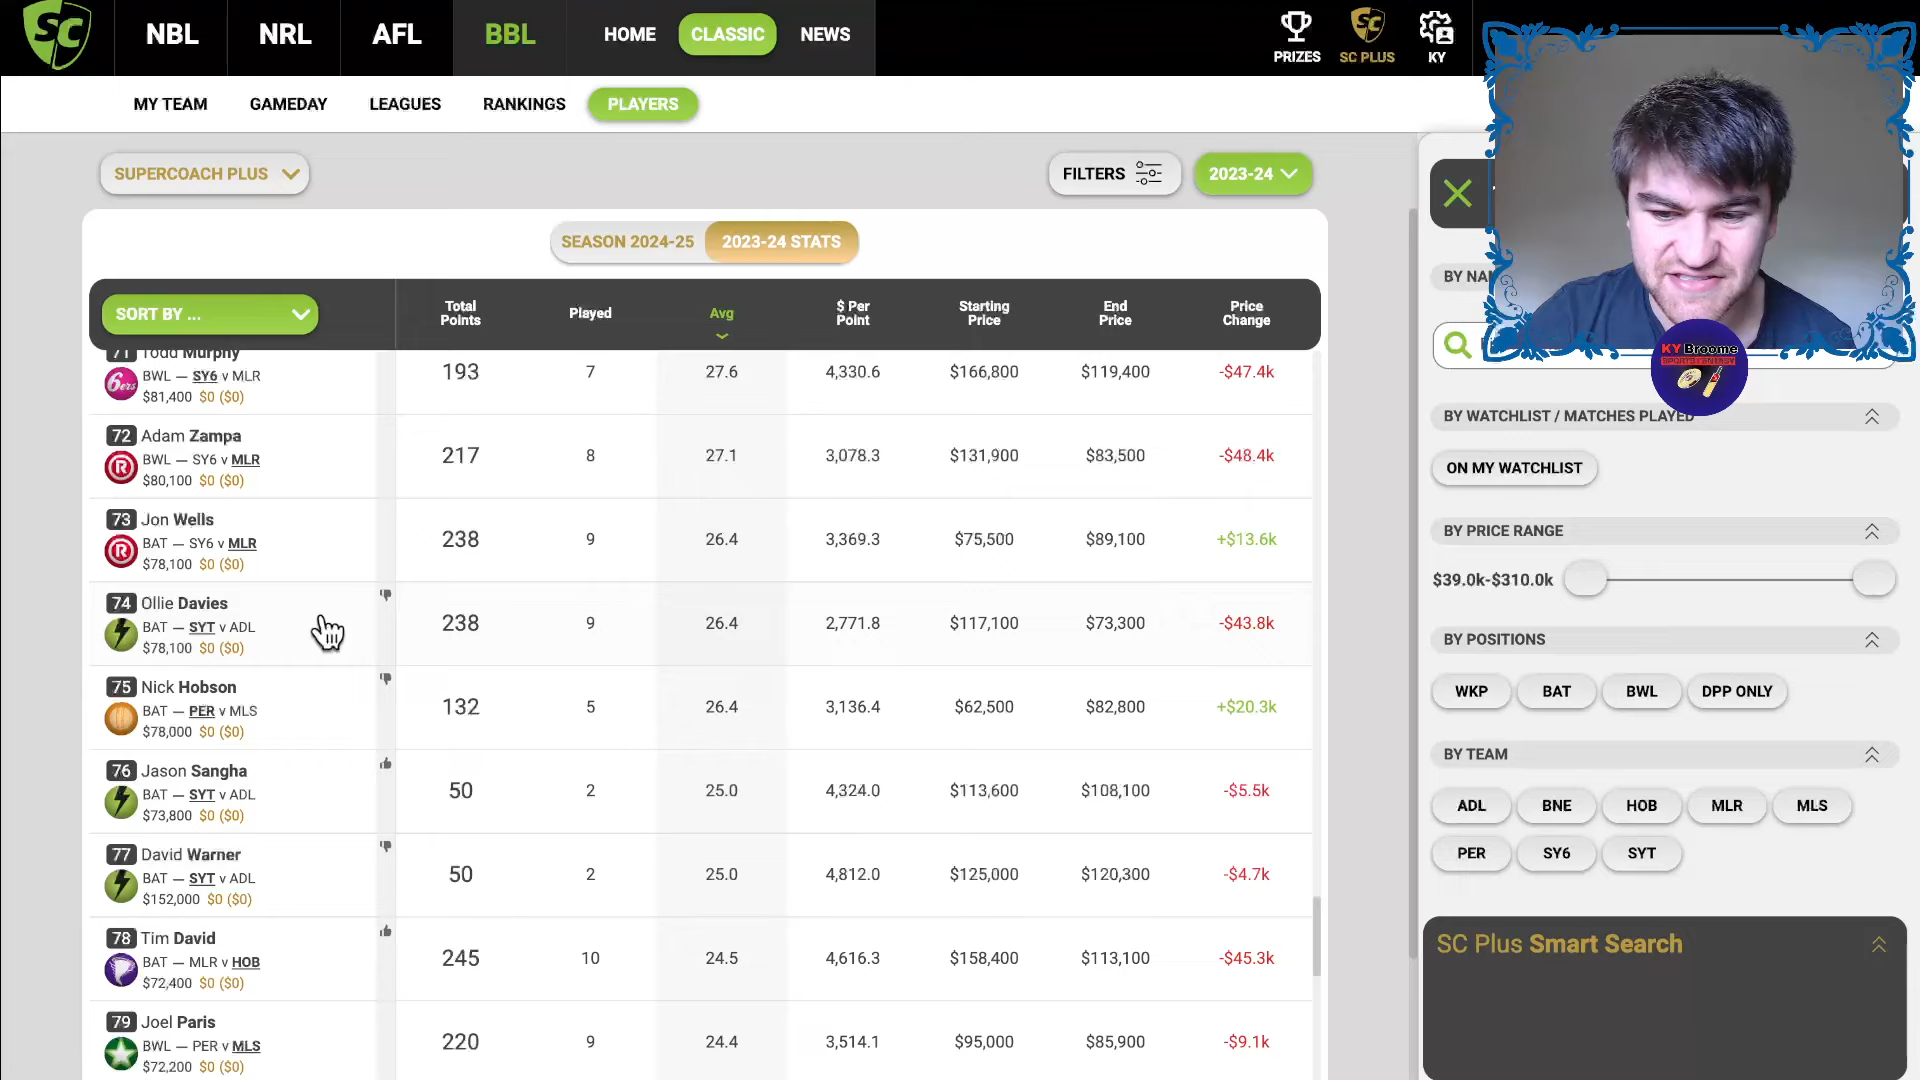 SC NBL NRL AFL BBL HOME CLASSIC NEWS PRIZES SC SC PLUS KY
MY TEAM GAMEDAY LEAGUES RANKINGS PLAYERS
SUPERCOACH PLUS FILTERS 2023-24
SEASON 2024-25 2023-24 STATS
SORT BY ... Total Points Played Avg $ Per Point Starting Price End Price Price Change
71 Todd Murphy
6ers BWL — SY6 v MLR
$81,400 $0 ($0)
193 7 27.6 4,330.6 $166,800 $119,400 -$47.4k
72 Adam Zampa
R BWL — SY6 v MLR
$80,100 $0 ($0)
217 8 27.1 3,078.3 $131,900 $83,500 -$48.4k
73 Jon Wells
R BAT — SY6 v MLR
$78,100 $0 ($0)
238 9 26.4 3,369.3 $75,500 $89,100 +$13.6k
74 Ollie Davies
BAT — SYT v ADL
$78,100 $0 ($0)
238 9 26.4 2,771.8 $117,100 $73,300 -$43.8k
75 Nick Hobson
BAT — PER v MLS
$78,000 $0 ($0)
132 5 26.4 3,136.4 $62,500 $82,800 +$20.3k
76 Jason Sangha
BAT — SYT v ADL
$73,800 $0 ($0)
50 2 25.0 4,324.0 $113,600 $108,100 -$5.5k
77 David Warner
BAT — SYT v ADL
$152,000 $0 ($0)
50 2 25.0 4,812.0 $125,000 $120,300 -$4.7k
78 Tim David
BAT — MLR v HOB
$72,400 $0 ($0)
245 10 24.5 4,616.3 $158,400 $113,100 -$45.3k
79 Joel Paris
BWL — PER v MLS
$72,200 $0 ($0)
220 9 24.4 3,514.1 $95,000 $85,900 -$9.1k
KY Broome
SPORTS FANTASY
BY WATCHLIST / MATCHES PLAYED
ON MY WATCHLIST
BY PRICE RANGE
$39.0k-$310.0k
BY POSITIONS
WKP BAT BWL DPP ONLY
BY TEAM
ADL BNE HOB MLR MLS
PER SY6 SYT
SC Plus Smart Search